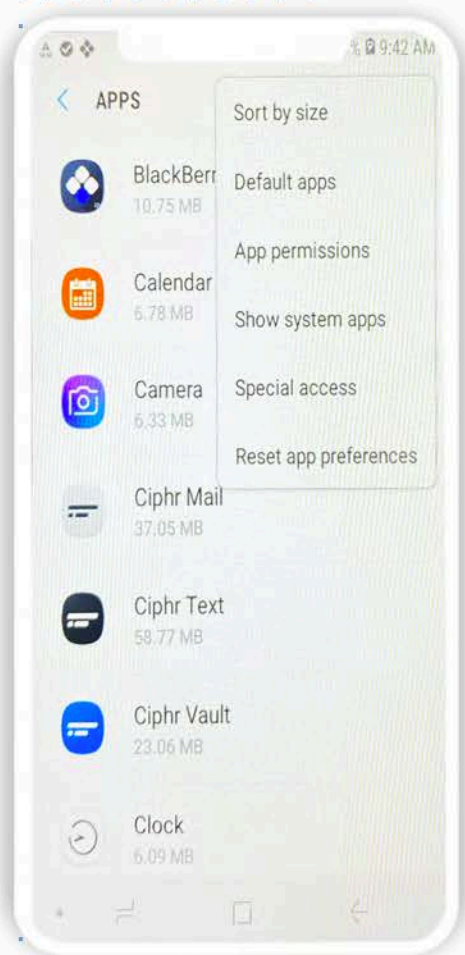 % 9:42 AM
APPS
Sort by size
BlackBerr
10.75 MB
Default apps
App permissions
Calendar
6.78 MB
Show system apps
Camera
6.33 MB
Special access
Reset app preferences
Ciphr Mail
37.05 MB
Ciphr Text
58.77 MB
Ciphr Vault
23.06 MB
Clock
6.09 MB